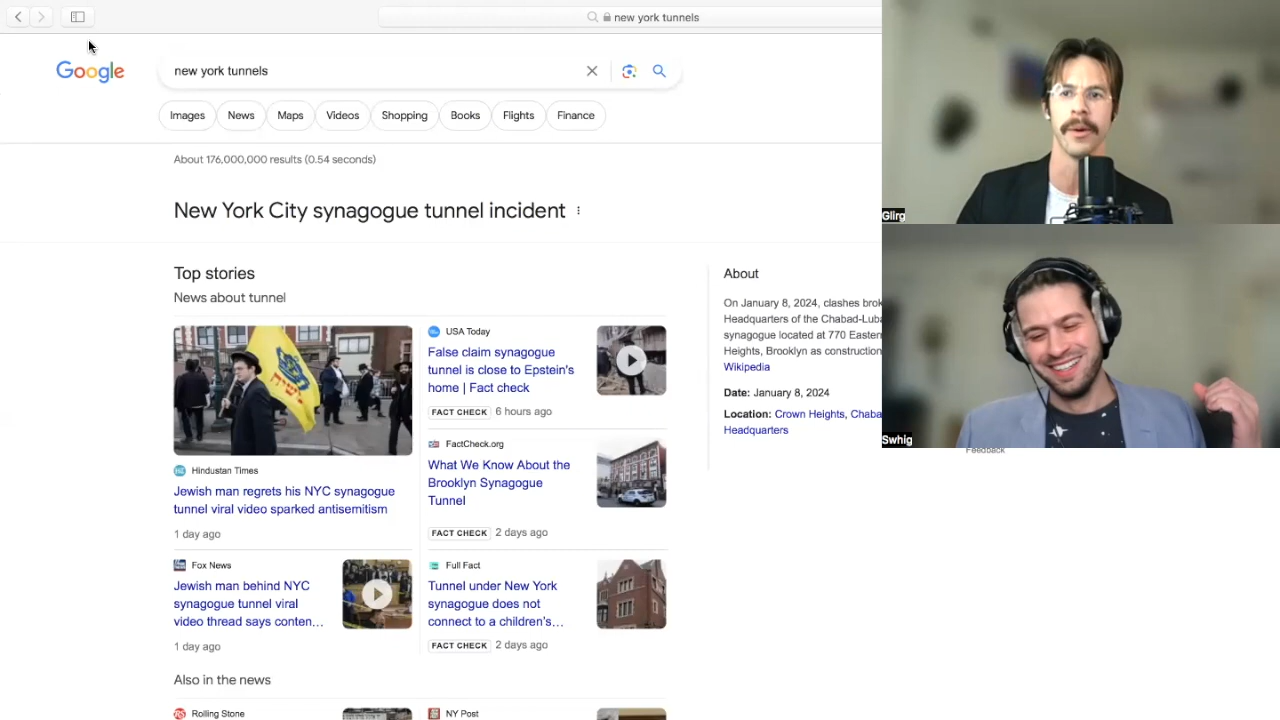 new york tunnels
Google
new york tunnels
Images
News
Maps
Videos
Shopping
Books
Flights
Finance
About 176,000,000 results (0.54 seconds)
New York City synagogue tunnel incident
Top stories
News about tunnel
Hindustan Times
Jewish man regrets his NYC synagogue
tunnel viral video sparked antisemitism
1 day ago
USA Today
False claim synagogue
tunnel is close to Epstein's
home | Fact check
FACT CHECK 6 hours ago
FactCheck.org
What We Know About the
Brooklyn Synagogue
Tunnel
FACT CHECK 2 days ago
Fox News
Jewish man behind NYC
synagogue tunnel viral
video thread says conten...
1 day ago
Full Fact
Tunnel under New York
synagogue does not
connect to a children's...
FACT CHECK 2 days ago
Also in the news
Rolling Stone
NY Post
About
On January 8, 2024, clashes brok
Headquarters of the Chabad-Luba
synagogue located at 770 Eastern
Heights, Brooklyn as construction
Wikipedia
Date: January 8, 2024
Location: Crown Heights, Chaba
Headquarters
Feedback
Glirg
Swhig